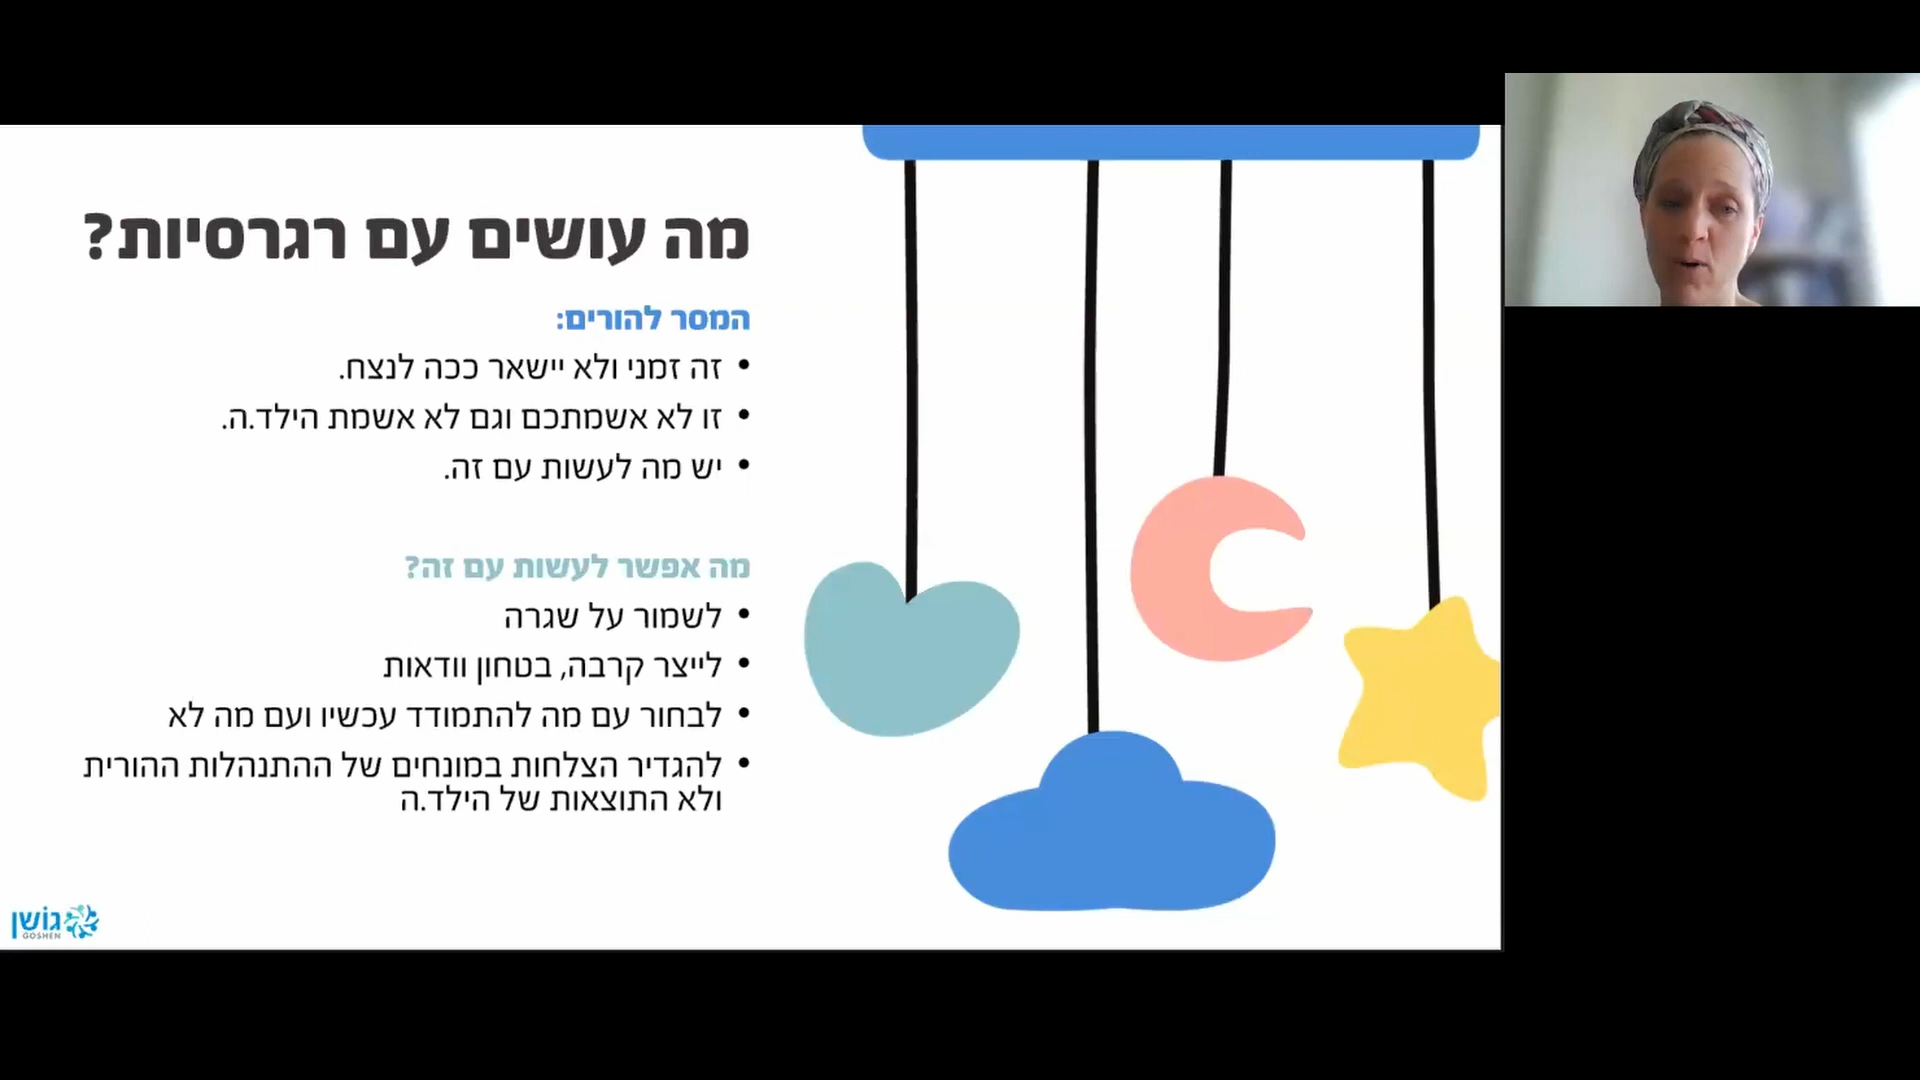 מה עושים עם רגרסיות?
המסר להורים:
• זה זמני ולא יישאר ככה לנצח.
• זו לא אשמתכם וגם לא אשמת הילד.ה.
• יש מה לעשות עם זה.
מה אפשר לעשות עם זה?
• לשמור על שגרה
• לייצר קרבה, בטחון וודאות
• לבחור עם מה להתמודד עכשיו ועם מה לא
• להגדיר הצלחות במונחים של ההתנהלות ההורית
ולא התוצאות של הילד.ה
גושן
GOSHEN